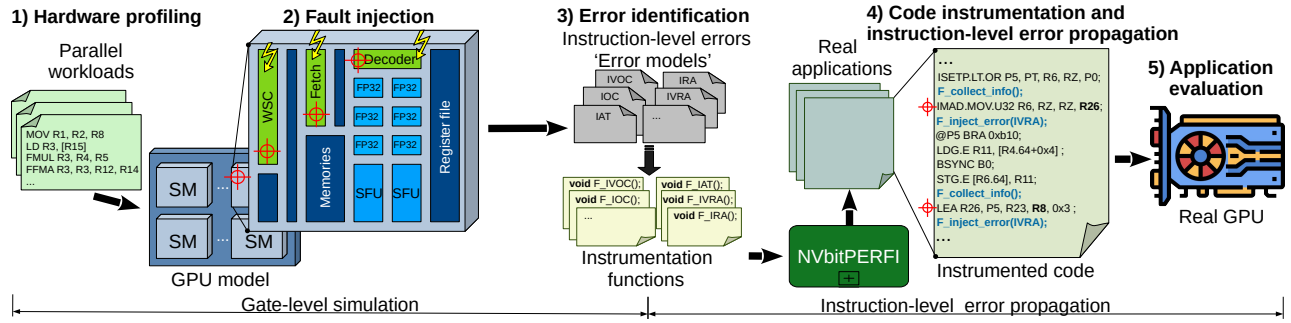 1) Hardware profiling
Parallel
workloads
MOV R1, R2, R8
LD R3, [R15]
FMUL R3, R4, R5
FFMA R3, R3, R12, R14
...
SM
...
SM
...
SM
GPU model
2) Fault injection
WSC
Fetch
Decoder
FP32
FP32
FP32
FP32
FP32
FP32
Memories
SFU
SFU
Register file
3) Error identification
Instruction-level errors
‘Error models’
IVOC
IOC
IAT
IRA
IVRA
...
void F_IVOC();
void F_IOC();
...
void F_IAT();
void F_IVRA();
void F_IRA();
Instrumentation
functions
4) Code instrumentation and
instruction-level error propagation
Real
applications
NVbitPERFI
...
ISETP.LT.OR P5, PT, R6, RZ, P0;
F_collect_info();
IMAD.MOV.U32 R6, RZ, RZ, R26;
F_inject_error(IVRA);
@P5 BRA 0xb10;
LDG.E R11, [R4.64+0x4] ;
BSYNC B0;
STG.E [R6.64], R11;
F_collect_info();
LEA R26, P5, R23, R8, 0x3 ;
F_inject_error(IVRA);
...
Instrumented code
5) Application
evaluation
Real GPU
Gate-level simulation
Instruction-level error propagation